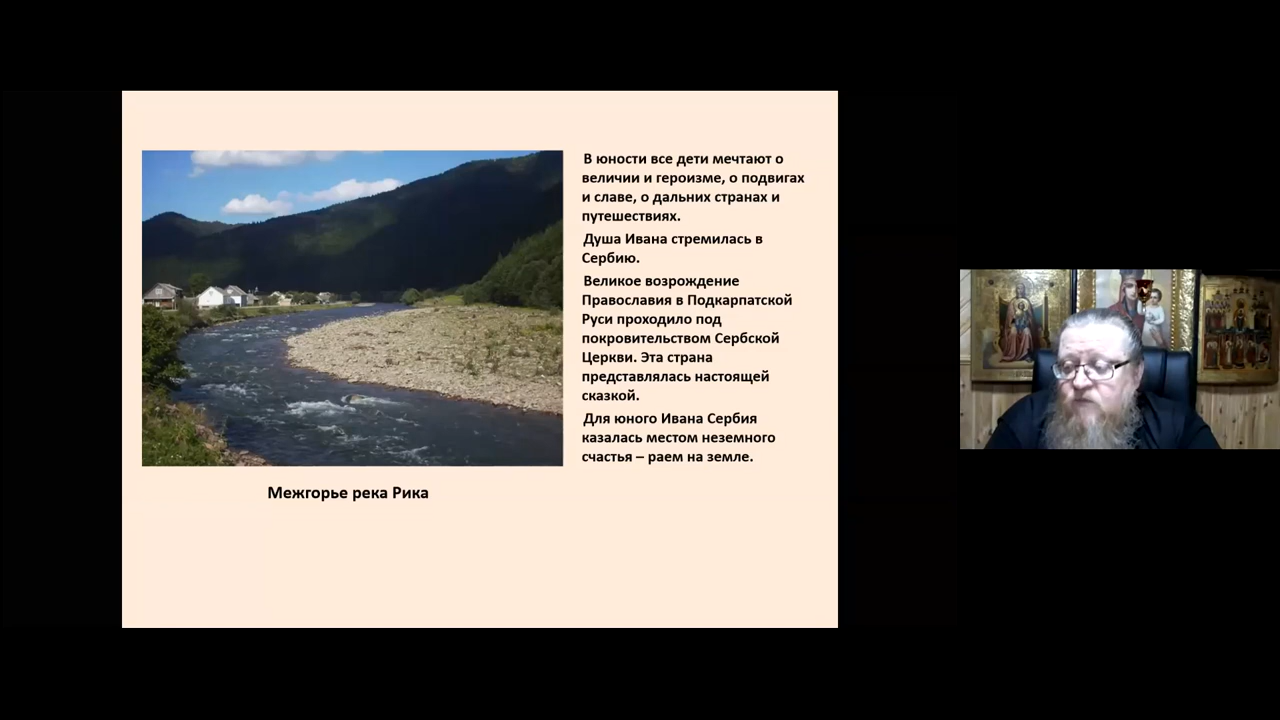 В юности все дети мечтают о
величии и героизме, о подвигах
и славе, о дальних странах и
путешествиях.
Душа Ивана стремилась в
Сербию.
Великое возрождение
Православия в Подкарпатской
Руси проходило под
покровительством Сербской
Церкви. Эта страна
представлялась настоящей
сказкой.
Для юного Ивана Сербия
казалась местом неземного
счастья – раем на земле.
Межгорье река Рика